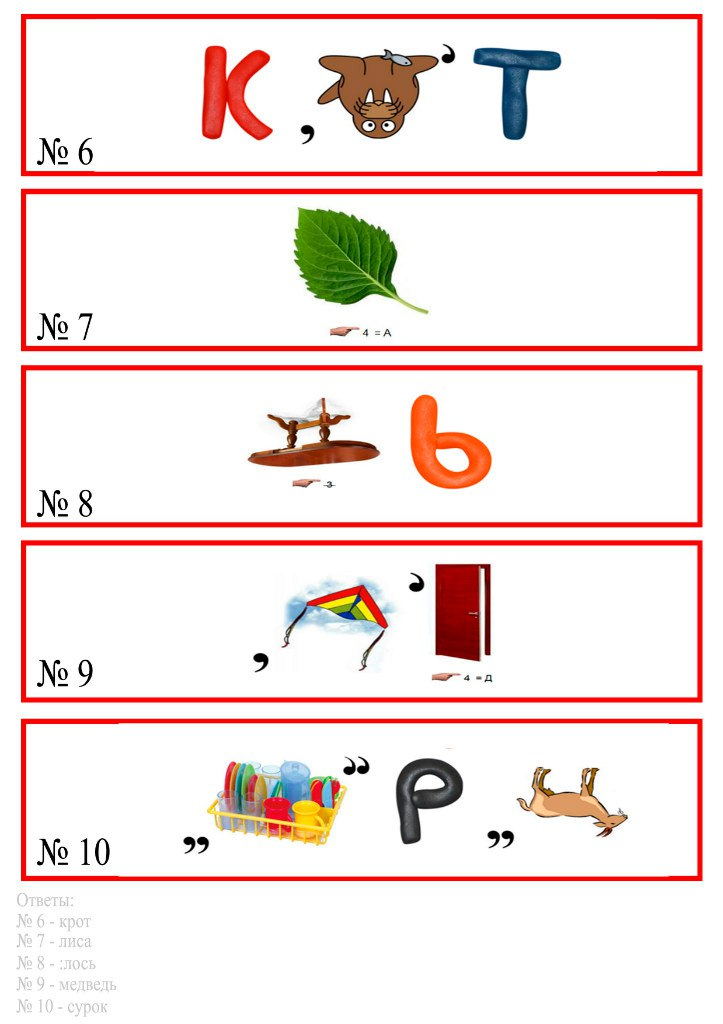 К , ’ Т
№ 6
4 = А
№ 7
3
Ь
№ 8
, ’
4 = Д
№ 9
” Р ”
”
№ 10
Ответы:
№ 6 - крот
№ 7 - лиса
№ 8 - :лось
№ 9 - медведь
№ 10 - сурок